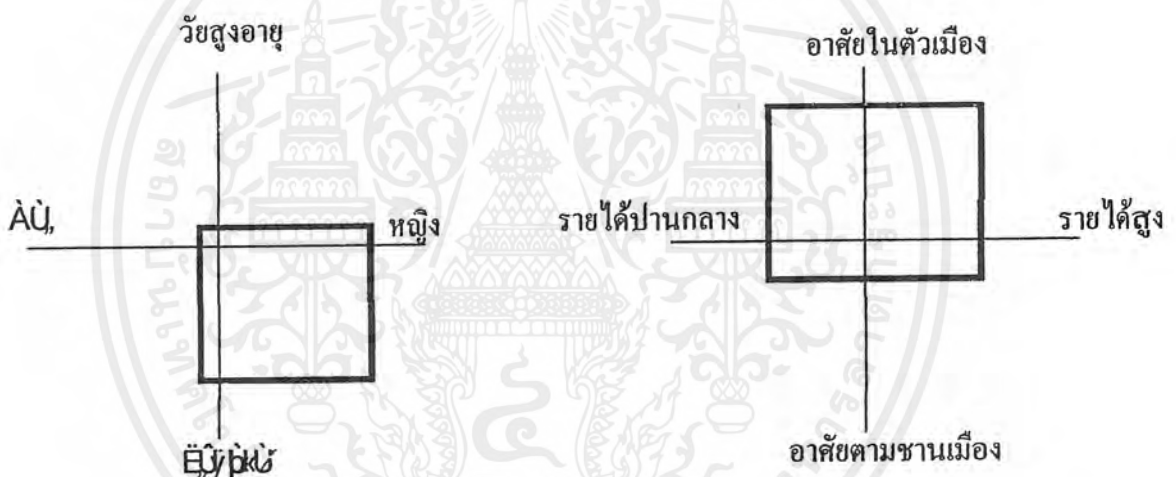 วัยสูงอายุ
อาศัยในตัวเมือง
หญิง
รายได้ปานกลาง
รายได้สูง
อาศัยตามชานเมือง